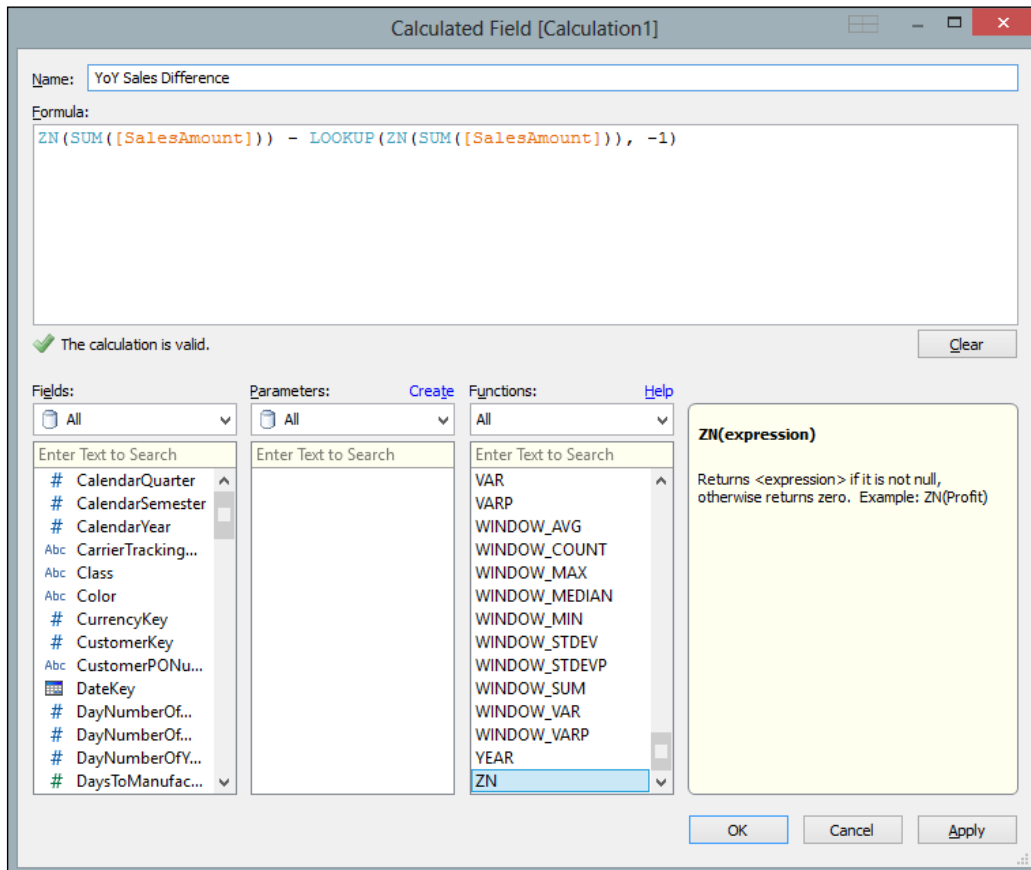 Calculated Field [Calculation1]
Name: YoY Sales Difference
Formula:
ZN(SUM([SalesAmount])) - LOOKUP(ZN(SUM([SalesAmount])), -1)
The calculation is valid.
Clear
Fields:
Parameters: Create
Functions: Help
All
All
All
Enter Text to Search
# CalendarQuarter
# CalendarSemester
# CalendarYear
Abc CarrierTracking...
Abc Class
Abc Color
# CurrencyKey
# CustomerKey
Abc CustomerPONu...
DateKey
# DayNumberOf...
# DayNumberOf...
# DayNumberOfY...
# DaysToManufac...
Enter Text to Search
Enter Text to Search
VAR
VARP
WINDOW_AVG
WINDOW_COUNT
WINDOW_MAX
WINDOW_MEDIAN
WINDOW_MIN
WINDOW_STDEV
WINDOW_STDEVP
WINDOW_SUM
WINDOW_VAR
WINDOW_VARP
YEAR
ZN
ZN(expression)
Returns <expression> if it is not null,
otherwise returns zero. Example: ZN(Profit)
OK
Cancel
Apply